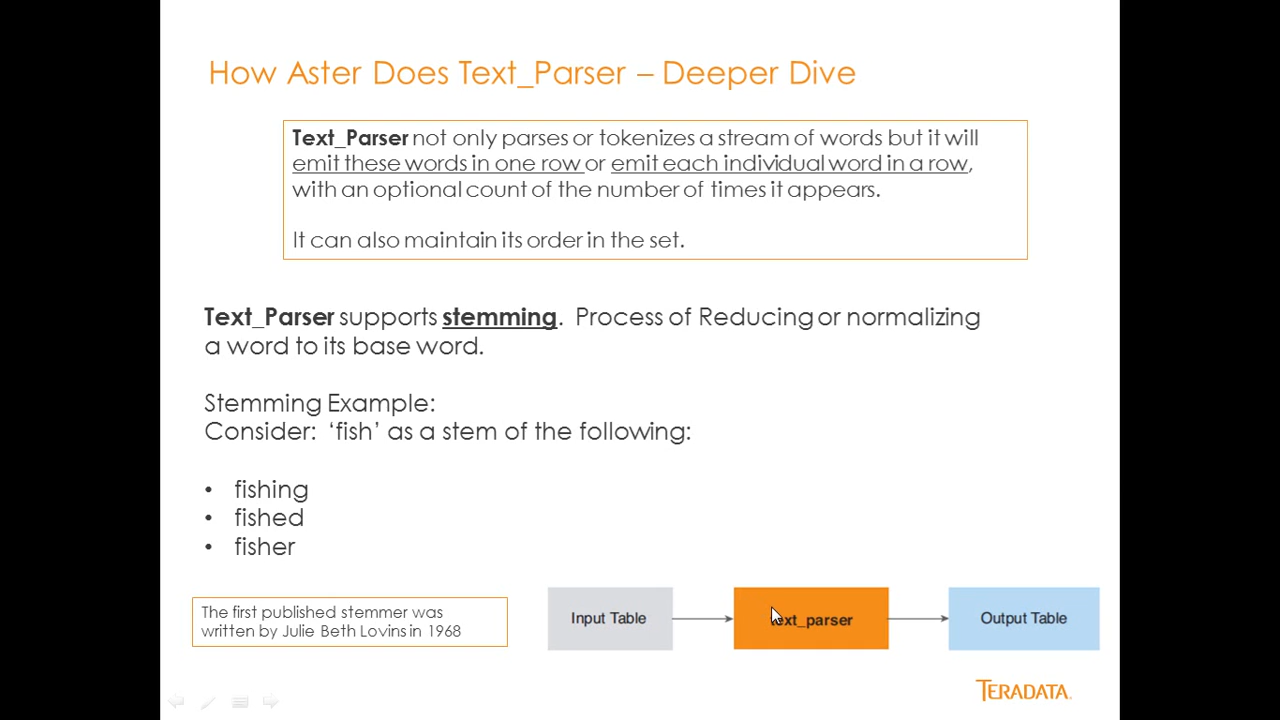 How Aster Does Text_Parser – Deeper Dive
Text_Parser not only parses or tokenizes a stream of words but it will
emit these words in one row or emit each individual word in a row,
with an optional count of the number of times it appears.
It can also maintain its order in the set.
Text_Parser supports stemming. Process of Reducing or normalizing
a word to its base word.
Stemming Example:
Consider: ‘fish’ as a stem of the following:
• fishing
• fished
• fisher
The first published stemmer was
written by Julie Beth Lovins in 1968
Input Table
text_parser
Output Table
TERADATA.